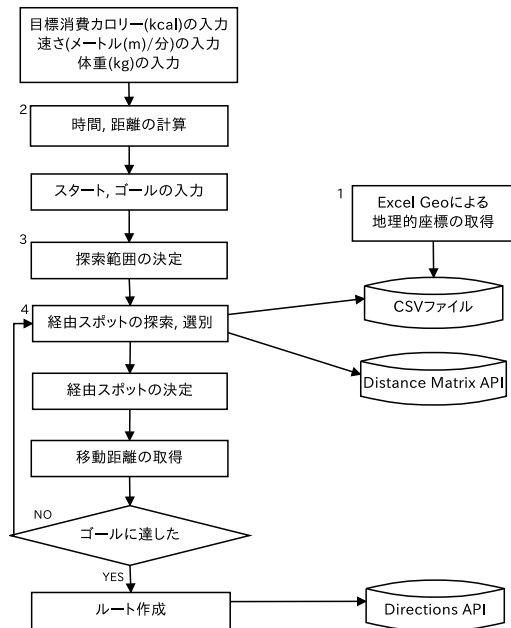 目標消費カロリー(kcal)の入力
速さ(メートル(m)/分)の入力
体重(kg)の入力
2
時間, 距離の計算
スタート, ゴールの入力
1
Excel Geoによる
地理的座標の取得
3
探索範囲の決定
CSVファイル
4
経由スポットの探索, 選別
Distance Matrix API
経由スポットの決定
移動距離の取得
NO
ゴールに達した
YES
ルート作成
Directions API